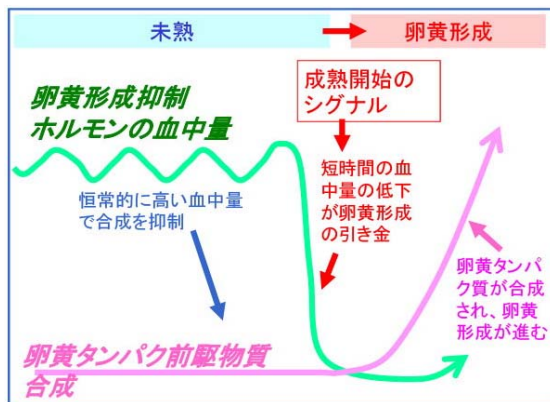 未熟
卵黄形成
卵黄形成抑制
ホルモンの血中量
成熟開始の
シグナル
恒常的に高い血中量
で合成を抑制
短時間の血
中量の低下
が卵黄形成
の引き金
卵黄タンパ
ク質が合成
され、卵黄
形成が進む
卵黄タンパク前駆物質
合成